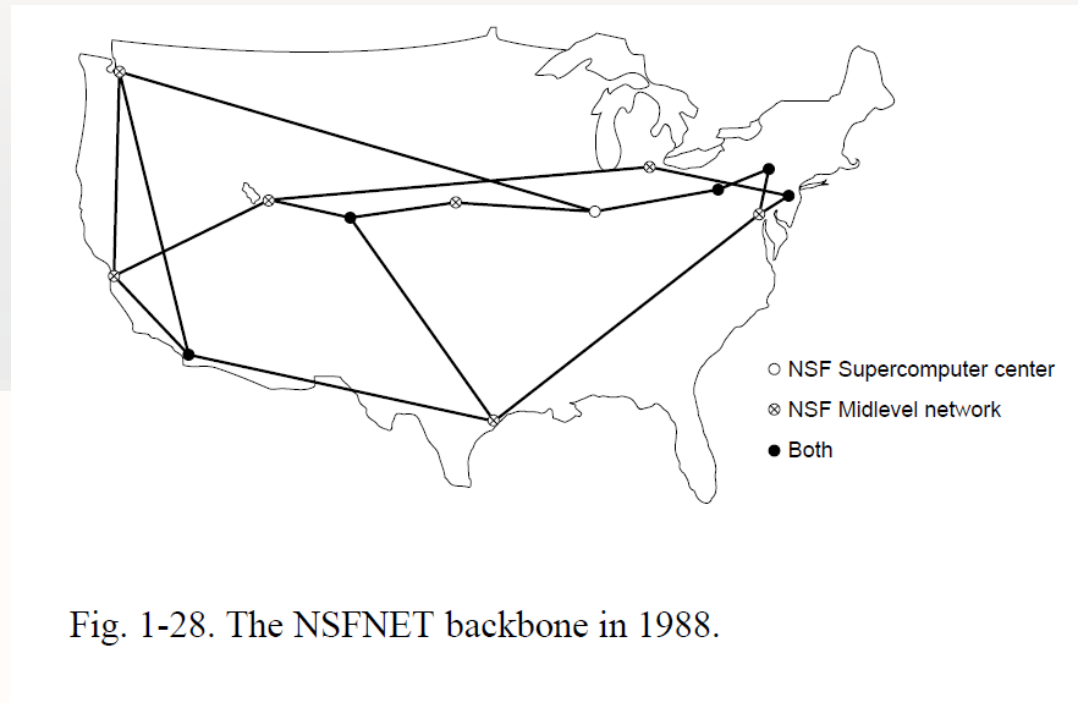 NSF Supercomputer center
NSF Midlevel network
Both
Fig. 1-28. The NSFNET backbone in 1988.